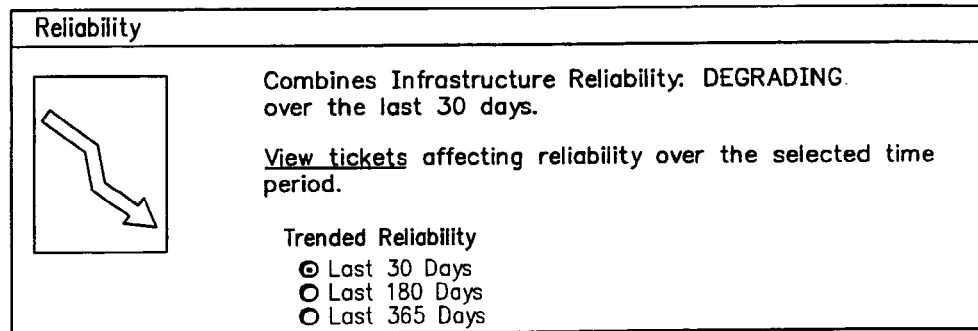 Reliability
Combines Infrastructure Reliability: DEGRADING.
over the last 30 days.
View tickets affecting reliability over the selected time
period.
Trended Reliability
Last 30 Days
Last 180 Days
Last 365 Days